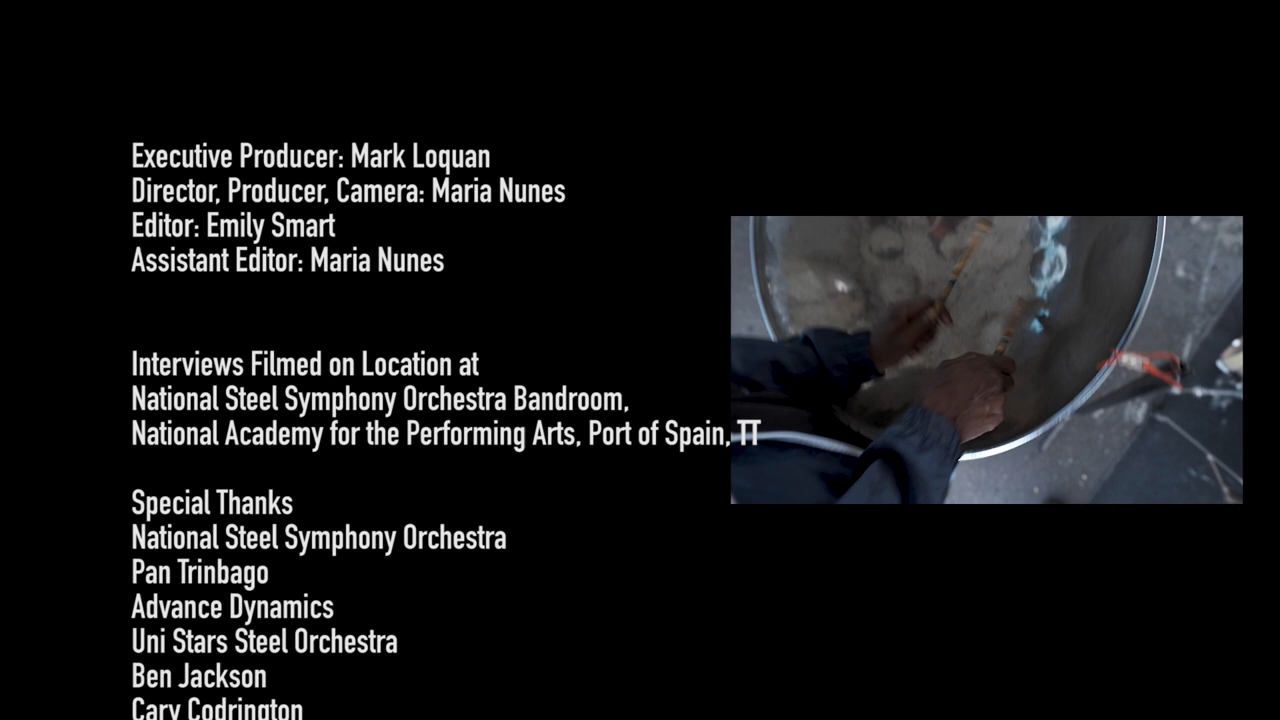 Executive Producer: Mark Loquan
Director, Producer, Camera: Maria Nunes
Editor: Emily Smart
Assistant Editor: Maria Nunes
Interviews Filmed on Location at
National Steel Symphony Orchestra Bandroom,
National Academy for the Performing Arts, Port of Spain, TT
Special Thanks
National Steel Symphony Orchestra
Pan Trinbago
Advance Dynamics
Uni Stars Steel Orchestra
Ben Jackson
Cary Codrington